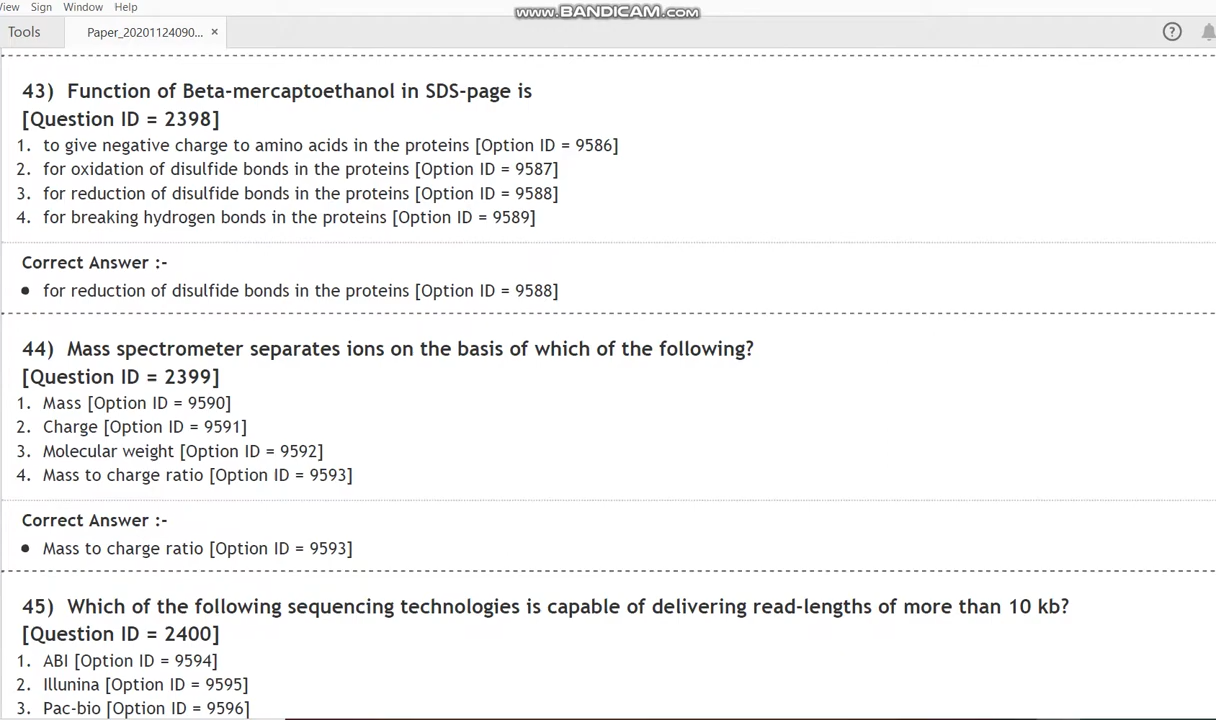 View Sign Window Help
www.BANDICAM.com
Tools Paper_20201124090... ×
43) Function of Beta-mercaptoethanol in SDS-page is
[Question ID = 2398]
1. to give negative charge to amino acids in the proteins [Option ID = 9586]
2. for oxidation of disulfide bonds in the proteins [Option ID = 9587]
3. for reduction of disulfide bonds in the proteins [Option ID = 9588]
4. for breaking hydrogen bonds in the proteins [Option ID = 9589]
Correct Answer :-
• for reduction of disulfide bonds in the proteins [Option ID = 9588]
44) Mass spectrometer separates ions on the basis of which of the following?
[Question ID = 2399]
1. Mass [Option ID = 9590]
2. Charge [Option ID = 9591]
3. Molecular weight [Option ID = 9592]
4. Mass to charge ratio [Option ID = 9593]
Correct Answer :-
• Mass to charge ratio [Option ID = 9593]
45) Which of the following sequencing technologies is capable of delivering read-lengths of more than 10 kb?
[Question ID = 2400]
1. ABI [Option ID = 9594]
2. Illunina [Option ID = 9595]
3. Pac-bio [Option ID = 9596]